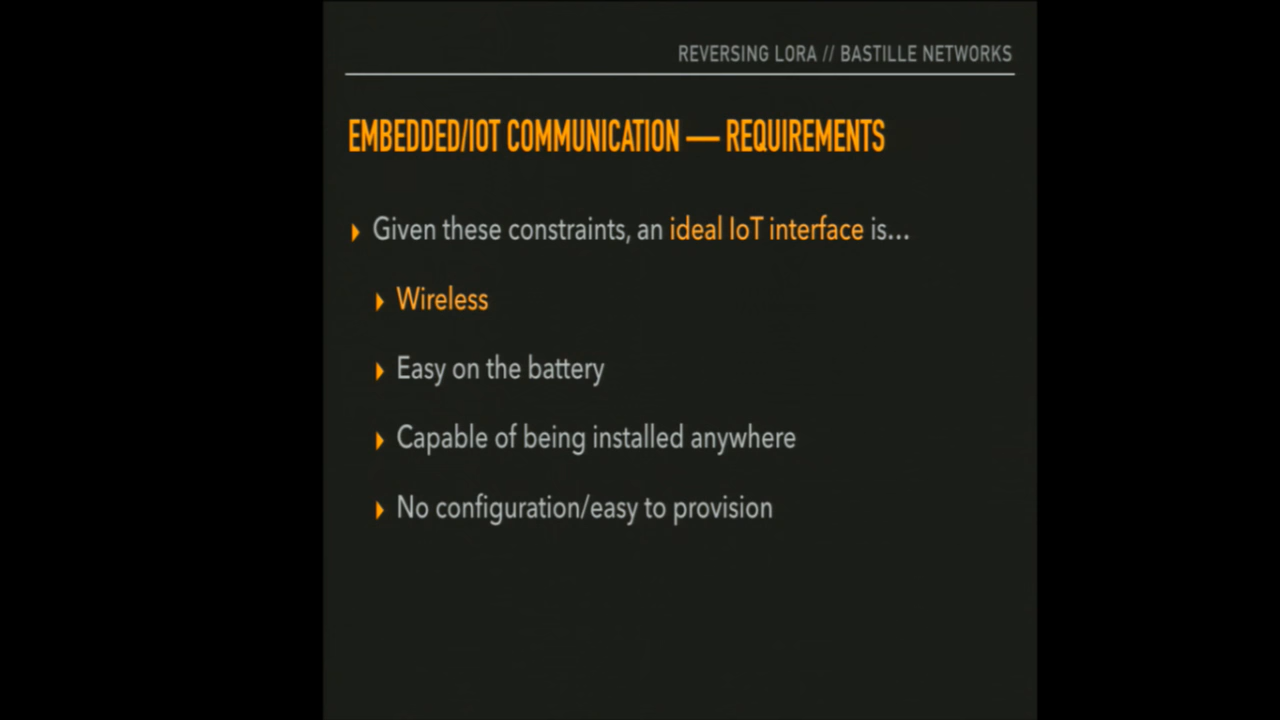 REVERSING LORA // BASTILLE NETWORKS
EMBEDDED/IOT COMMUNICATION — REQUIREMENTS
Given these constraints, an ideal IoT interface is...
Wireless
Easy on the battery
Capable of being installed anywhere
No configuration/easy to provision